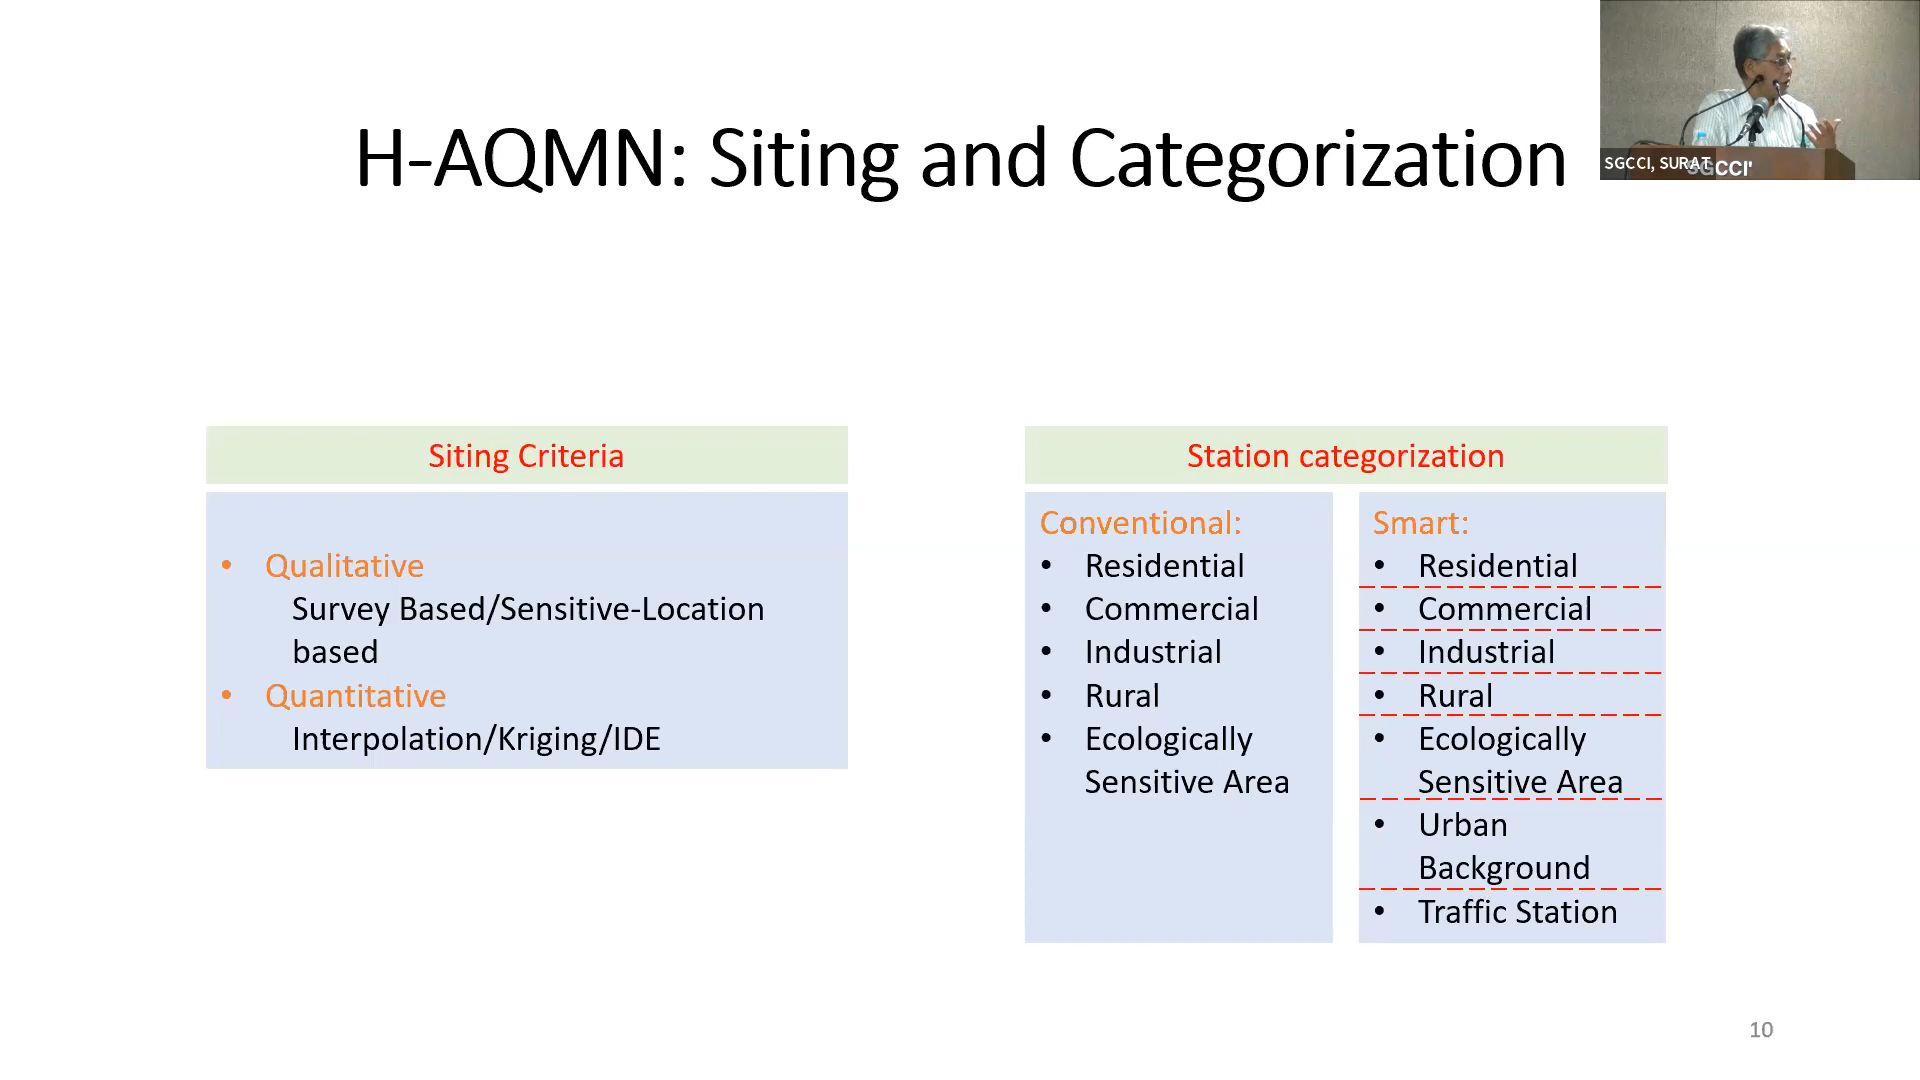 H-AQMN: Siting and Categorization
SGCCI, SURAT
SGCCI
Siting Criteria
• Qualitative
Survey Based/Sensitive-Location
based
• Quantitative
Interpolation/Kriging/IDE
Station categorization
Conventional:
• Residential
• Commercial
• Industrial
• Rural
• Ecologically
Sensitive Area
Smart:
• Residential
• Commercial
• Industrial
• Rural
• Ecologically
Sensitive Area
• Urban
Background
• Traffic Station
10